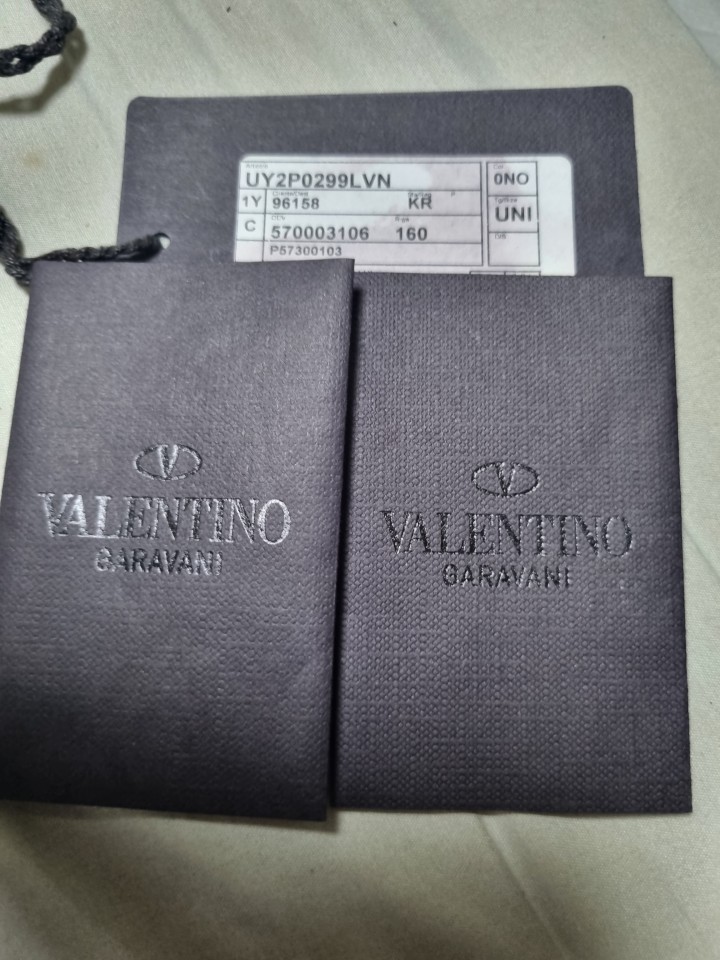 UY2P0299LVN
0NO
1Y 96158 KR
UNI
C 570003106 160
P57300103
V
VALENTINO
GARAVANI
V
VALENTINO
GARAVANI